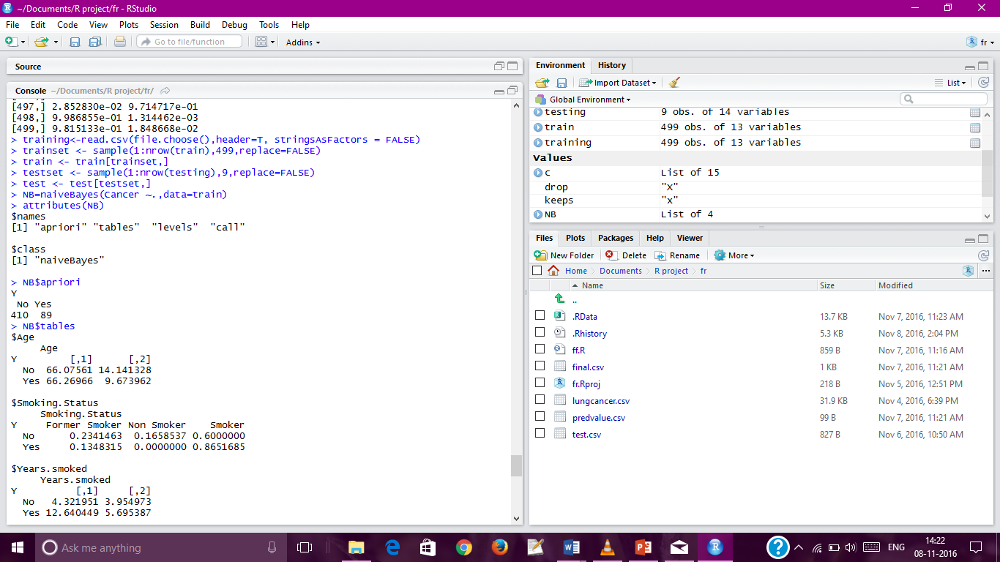 ~/Documents/R project/fr - RStudio
File Edit Code View Plots Session Build Debug Tools Help
Go to file/function Addins fr
Source
Console ~/Documents/R project/fr/
[497,] 2.852830e-02 9.714717e-01
[498,] 9.986855e-01 1.314462e-03
[499,] 9.815133e-01 1.848668e-02
> training<-read.csv(file.choose(),header=T, stringsAsFactors = FALSE)
> trainset <- sample(1:nrow(train),499,replace=FALSE)
> train <- train[trainset,]
> testset <- sample(1:nrow(testing),9,replace=FALSE)
> test <- test[testset,]
> NB=naiveBayes(Cancer ~.,data=train)
> attributes(NB)
$names
[1] "apriori" "tables"  "levels"  "call"
$class
[1] "naiveBayes"
> NB$apriori
Y
No Yes
410 89
> NB$tables
$Age
Age
Y [,1] [,2]
No 66.07561 14.141328
Yes 66.26966 9.673962
$Smoking.Status
Smoking.Status
Y Former Smoker Non Smoker Smoker
No 0.2341463 0.1658537 0.6000000
Yes 0.1348315 0.0000000 0.8651685
$Years.smoked
Years.smoked
Y [,1] [,2]
No 4.321951 3.954973
Yes 12.640449 5.695387
Environment History
Import Dataset List
Global Environment
testing 9 obs. of 14 variables
train 499 obs. of 13 variables
training 499 obs. of 13 variables
Values
c List of 15
drop "x"
keeps "x"
NB List of 4
Files Plots Packages Help Viewer
New Folder Delete Rename More
Home Documents R project fr
Name Size Modified
..
.RData 13.7 KB Nov 7, 2016, 11:23 AM
.Rhistory 5.3 KB Nov 8, 2016, 2:04 PM
ff.R 859 B Nov 7, 2016, 11:16 AM
final.csv 1 KB Nov 7, 2016, 11:21 AM
fr.Rproj 218 B Nov 5, 2016, 12:51 PM
lungcancer.csv 31.9 KB Nov 4, 2016, 6:39 PM
predvalue.csv 99 B Nov 7, 2016, 11:21 AM
test.csv 827 B Nov 6, 2016, 10:50 AM
Ask me anything
ENG
14:22
08-11-2016